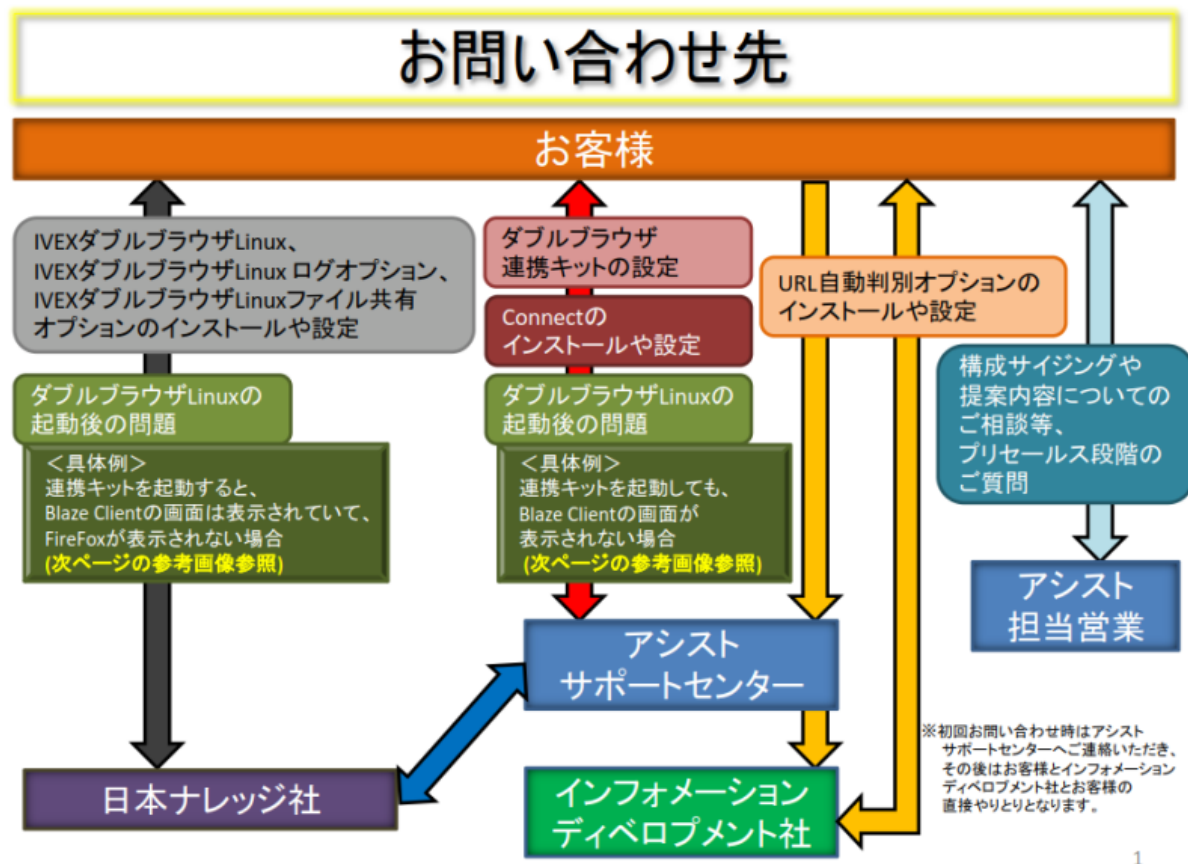 お問い合わせ先
お客様
IVEXダブルブラウザLinux、
IVEXダブルブラウザLinux ログオプション、
IVEXダブルブラウザLinuxファイル共有
オプションのインストールや設定
ダブルブラウザLinuxの
起動後の問題
<具体例>
連携キットを起動すると、
Blaze Clientの画面は表示されていて、
FireFoxが表示されない場合
(次ページの参考画像参照)
ダブルブラウザ
連携キットの設定
Connectの
インストールや設定
ダブルブラウザLinuxの
起動後の問題
<具体例>
連携キットを起動しても、
Blaze Clientの画面が
表示されない場合
(次ページの参考画像参照)
URL自動判別オプションの
インストールや設定
構成サイジングや
提案内容についての
ご相談等、
プリセールス段階の
ご質問
アシスト
担当営業
アシスト
サポートセンター
日本ナレッジ社
インフォメーション
ディベロプメント社
※初回お問い合わせ時はアシスト
サポートセンターへご連絡いただき、
その後はお客様とインフォメーション
ディベロプメント社とお客様の
直接やりとりとなります。
1